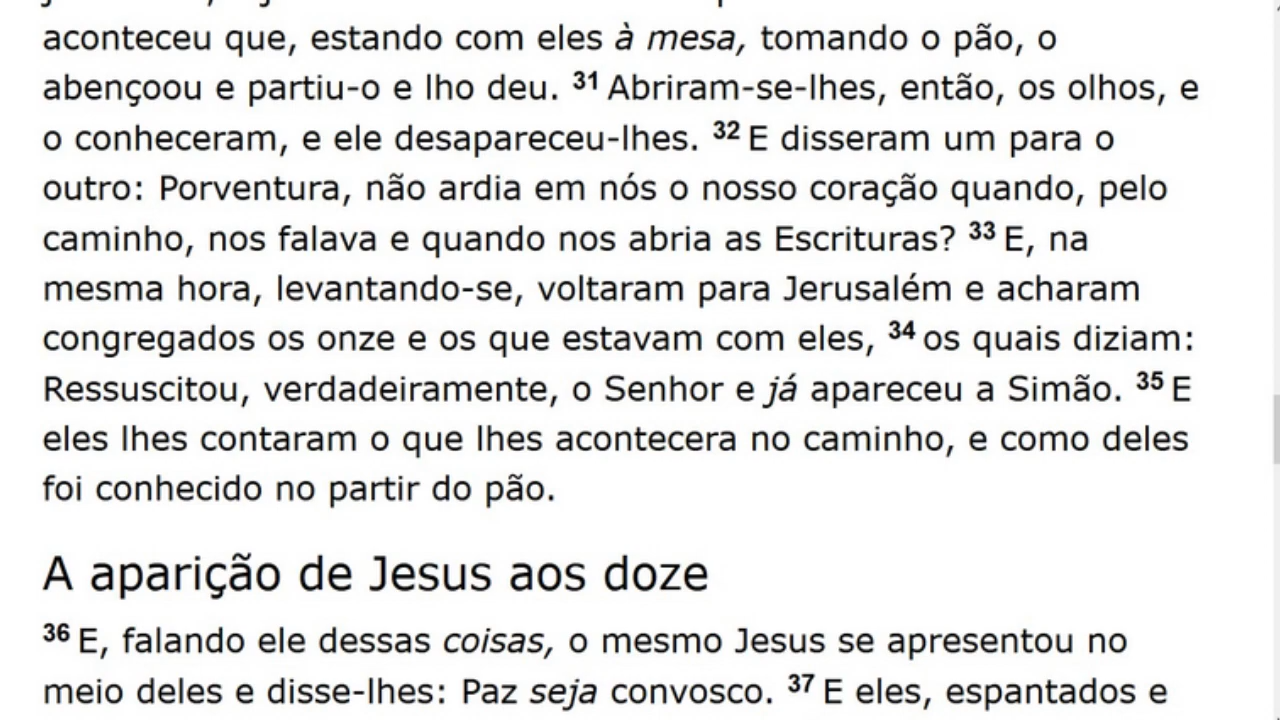 aconteceu que, estando com eles à mesa, tomando o pão, o
abençoou e partiu-o e lho deu. 31 Abriram-se-lhes, então, os olhos, e
o conheceram, e ele desapareceu-lhes. 32 E disseram um para o
outro: Porventura, não ardia em nós o nosso coração quando, pelo
caminho, nos falava e quando nos abria as Escrituras? 33 E, na
mesma hora, levantando-se, voltaram para Jerusalém e acharam
congregados os onze e os que estavam com eles, 34 os quais diziam:
Ressuscitou, verdadeiramente, o Senhor e já apareceu a Simão. 35 E
eles lhes contaram o que lhes acontecera no caminho, e como deles
foi conhecido no partir do pão.
A aparição de Jesus aos doze
36 E, falando ele dessas coisas, o mesmo Jesus se apresentou no
meio deles e disse-lhes: Paz seja convosco. 37 E eles, espantados e